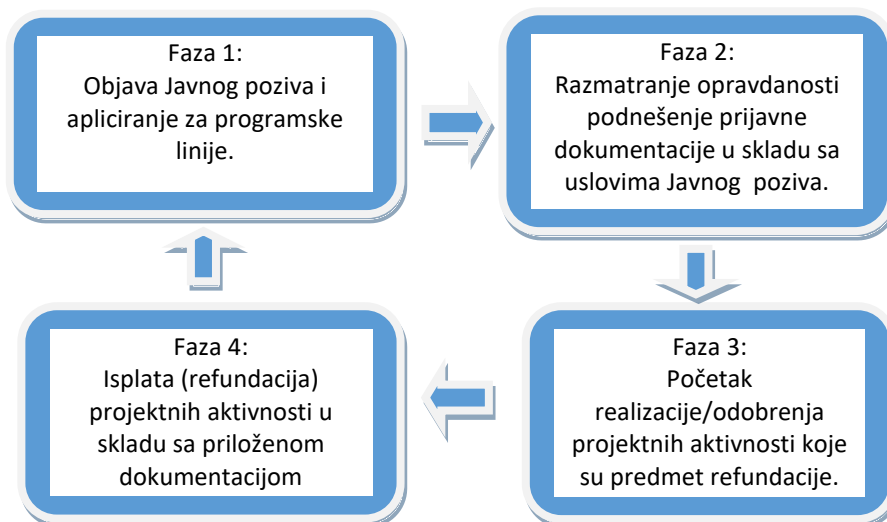 Faza 1:
Objava Javnog poziva i
apliciranje za programske
linije.
Faza 2:
Razmatranje opravdanosti
podnešenje prijavne
dokumentacije u skladu sa
uslovima Javnog poziva.
Faza 3:
Početak
realizacije/odobrenja
projektnih aktivnosti koje
su predmet refundacije.
Faza 4:
Isplata (refundacija)
projektnih aktivnosti u
skladu sa priloženom
dokumentacijom